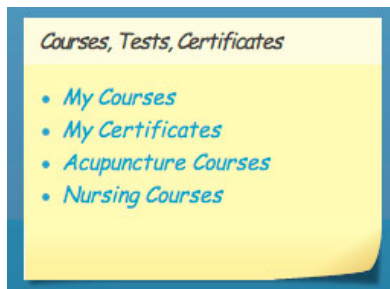 Courses, Tests, Certificates
My Courses
My Certificates
Acupuncture Courses
Nursing Courses